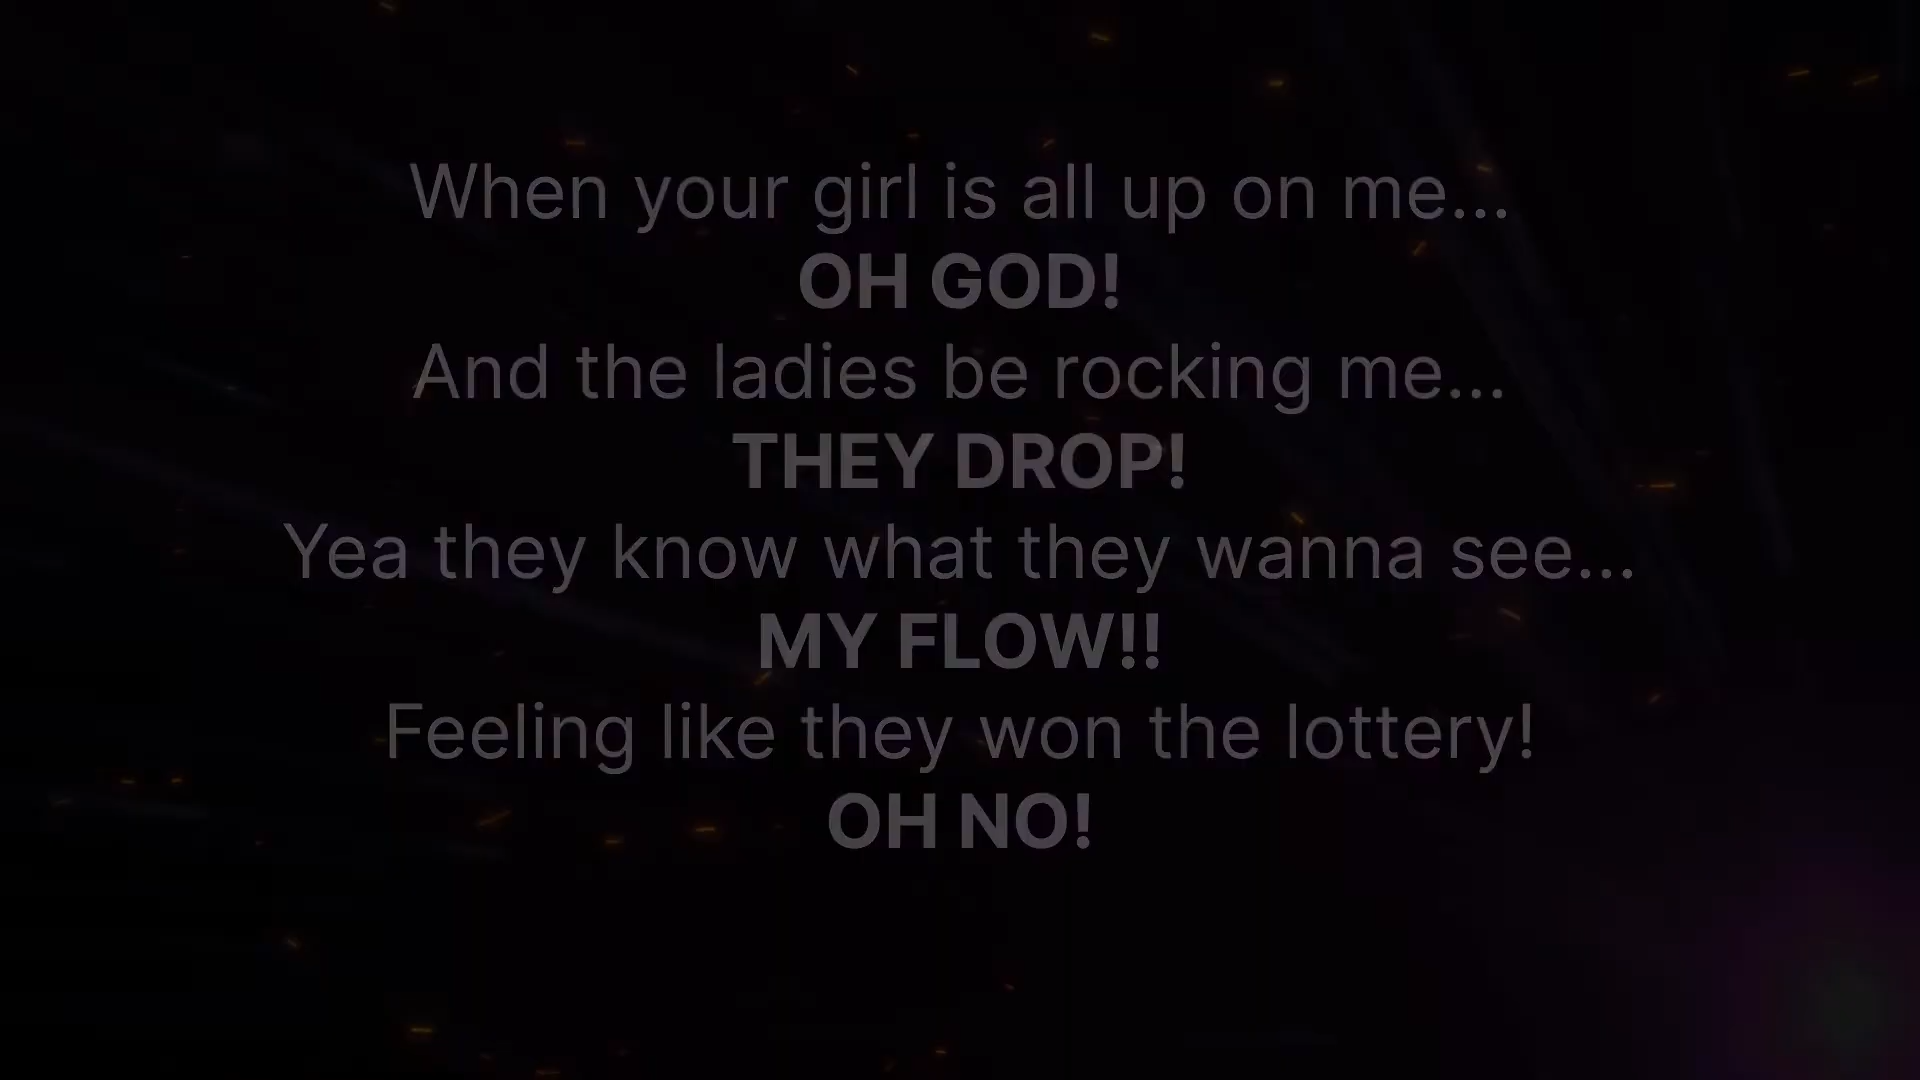 When your girl is all up on me...
OH GOD!
And the ladies be rocking me...
THEY DROP!
Yea they know what they wanna see...
MY FLOW!!
Feeling like they won the lottery!
OH NO!